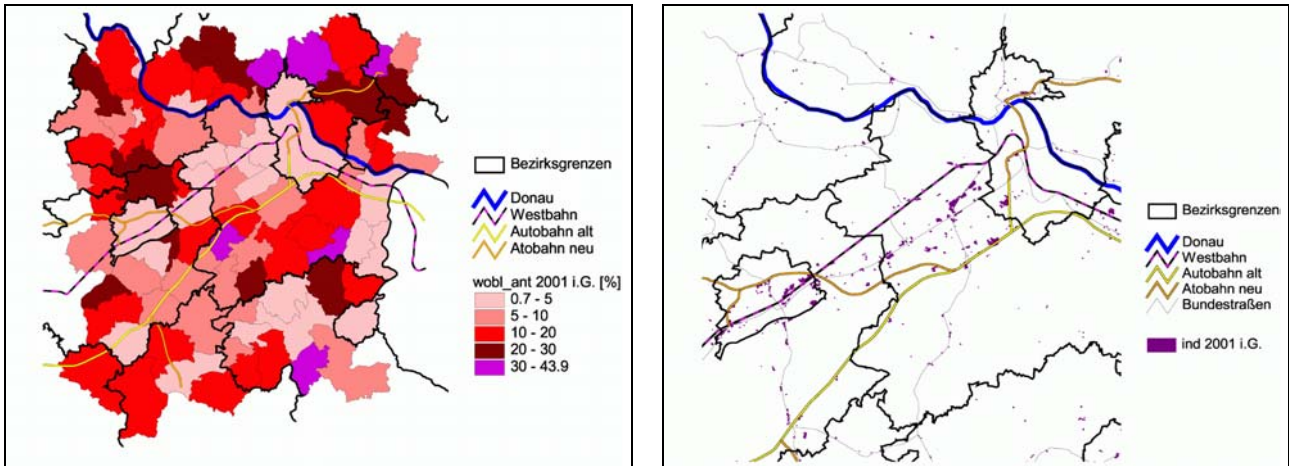 Bezirksgrenzen
Donau
Westbahn
Autobahn alt
Atobahn neu
wobl_ant 2001 i.G. [%]
0.7 - 5
5 - 10
10 - 20
20 - 30
30 - 43.9
Bezirksgrenzen
Donau
Westbahn
Autobahn alt
Atobahn neu
Bundestraßen
ind 2001 i.G.